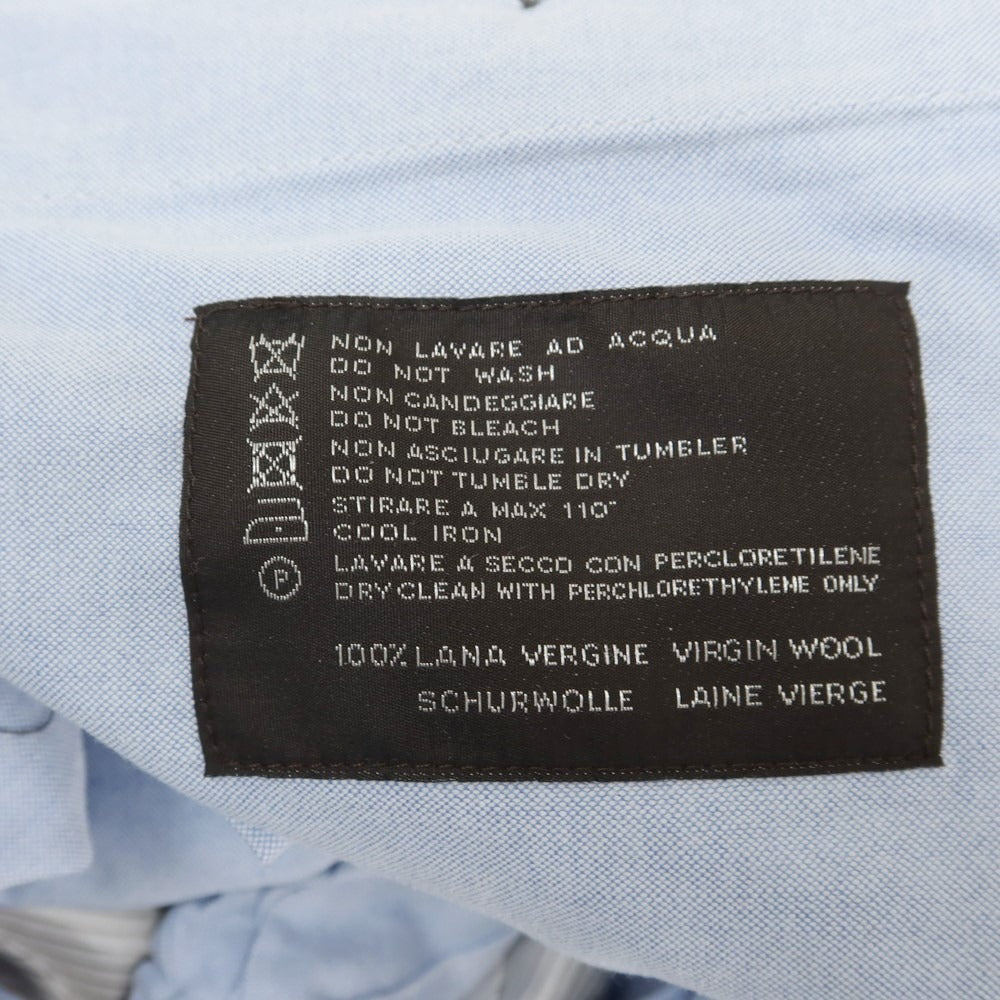 NON LAVARE AD ACQUA
DO NOT WASH
NON CANDEGGIARE
DO NOT BLEACH
NON ASCIUGARE IN TUMBLER
DO NOT TUMBLE DRY
STIRARE A MAX 110°
COOL IRON
P
LAVARE A SECCO CON PERCLORETILENE
DRYCLEAN WITH PERCHLORETHYLENE ONLY
100% LANA VERGINE VIRGIN WOOL
SCHURWOLLE LAINE VIERGE